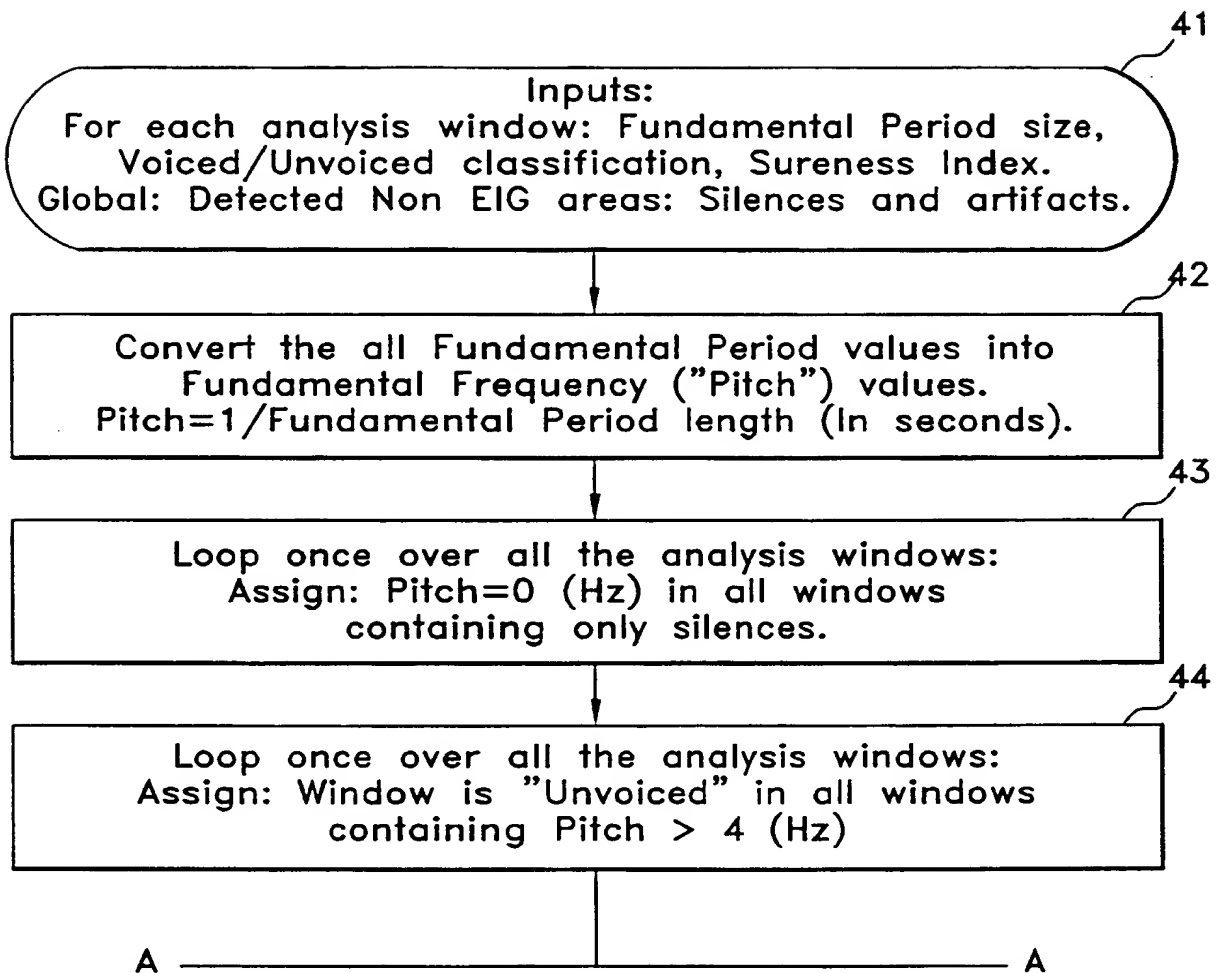 41
Inputs:
For each analysis window: Fundamental Period size,
Voiced/Unvoiced classification, Sureness Index.
Global: Detected Non EIG areas: Silences and artifacts.
42
Convert the all Fundamental Period values into
Fundamental Frequency ("Pitch") values.
Pitch=1/Fundamental Period length (In seconds).
43
Loop once over all the analysis windows:
Assign: Pitch=0 (Hz) in all windows
containing only silences.
44
Loop once over all the analysis windows:
Assign: Window is "Unvoiced" in all windows
containing Pitch > 4 (Hz)
A A